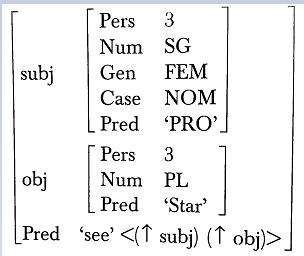 Pers 3
Num SG
subj Gen FEM
Case NOM
Pred ‘PRO’
Pers 3
obj Num PL
Pred ‘Star’
Pred ‘see’ <(↑ subj) (↑ obj)>